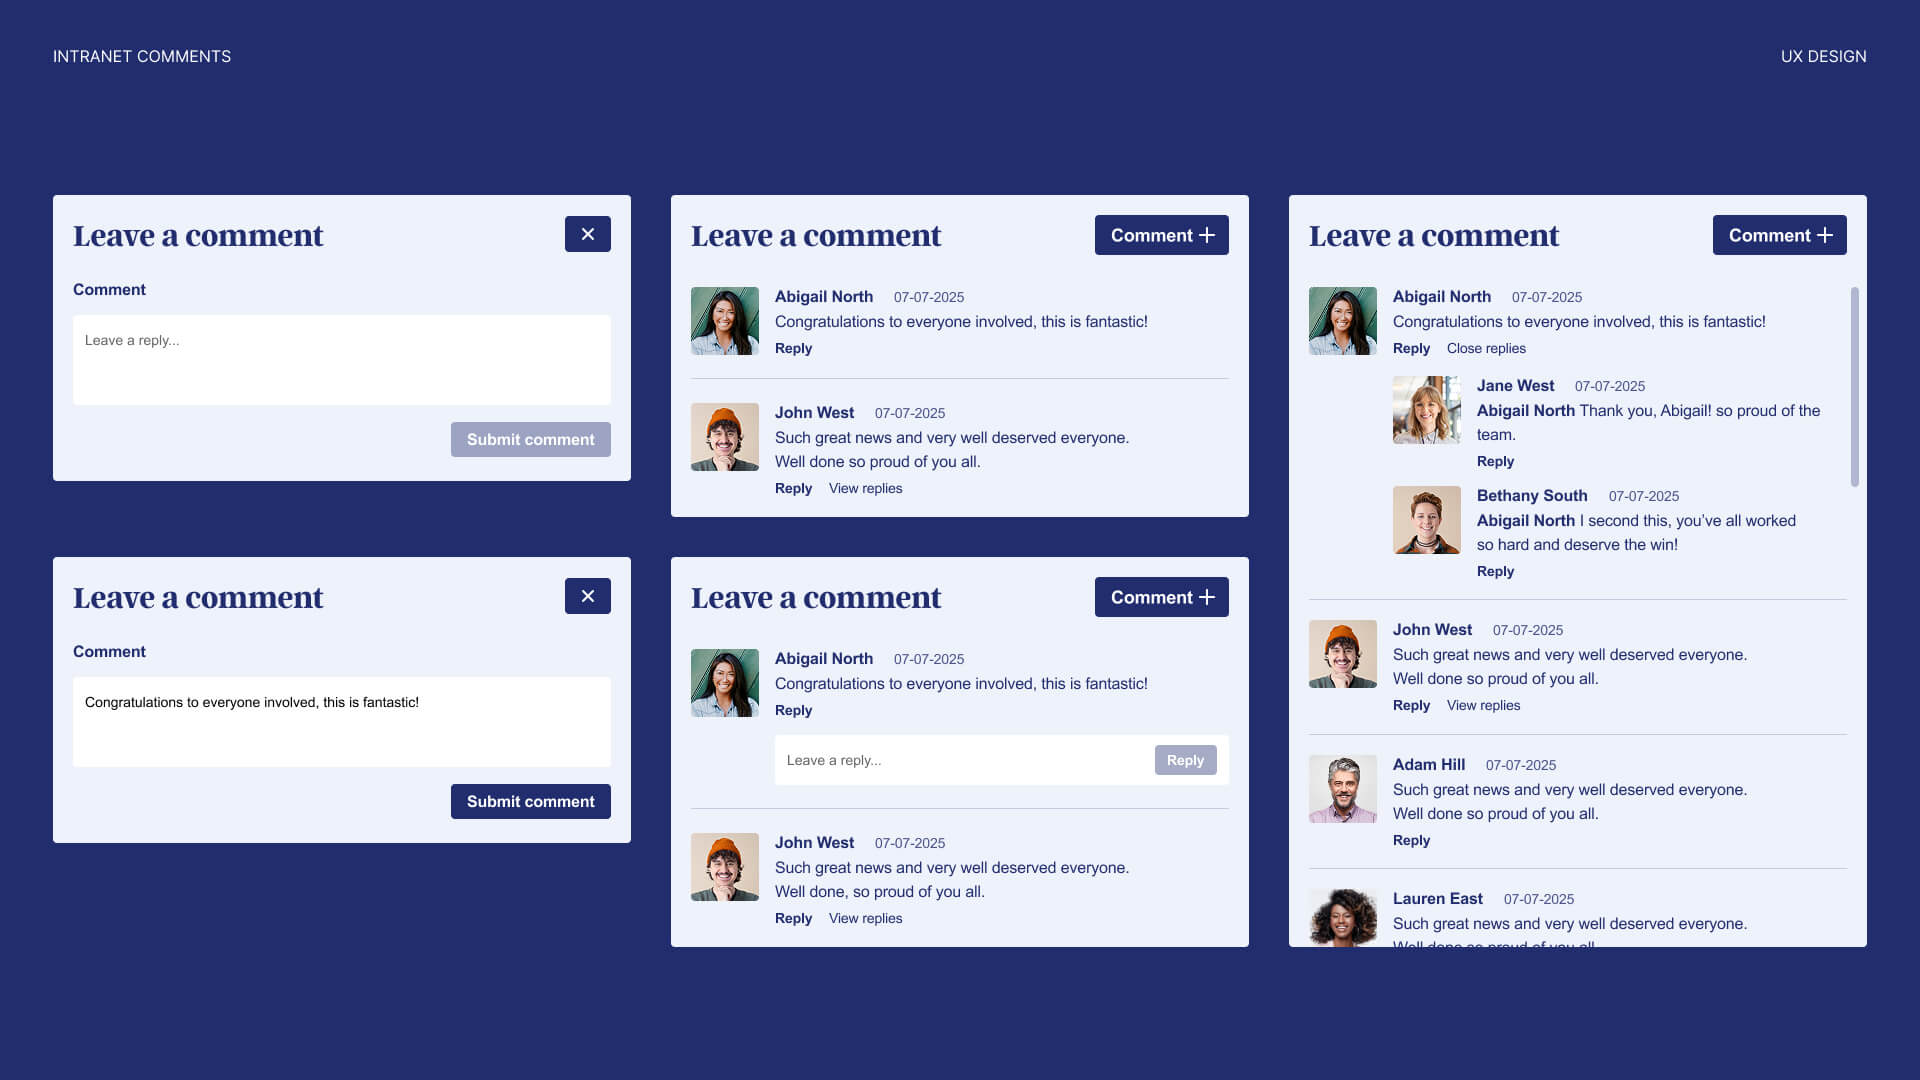 INTRANET COMMENTS
UX DESIGN
Leave a comment
Comment
Leave a reply...
Submit comment
Leave a comment
Comment
Congratulations to everyone involved, this is fantastic!
Submit comment
Leave a comment
Comment
Abigail North 07-07-2025
Congratulations to everyone involved, this is fantastic!
Reply
John West 07-07-2025
Such great news and very well deserved everyone.
Well done so proud of you all.
Reply View replies
Leave a comment
Comment
Abigail North 07-07-2025
Congratulations to everyone involved, this is fantastic!
Reply
Leave a reply... Reply
John West 07-07-2025
Such great news and very well deserved everyone.
Well done, so proud of you all.
Reply View replies
Leave a comment
Comment
Abigail North 07-07-2025
Congratulations to everyone involved, this is fantastic!
Reply Close replies
Jane West 07-07-2025
Abigail North Thank you, Abigail! so proud of the
team.
Reply
Bethany South 07-07-2025
Abigail North I second this, you’ve all worked
so hard and deserve the win!
Reply
John West 07-07-2025
Such great news and very well deserved everyone.
Well done so proud of you all.
Reply View replies
Adam Hill 07-07-2025
Such great news and very well deserved everyone.
Well done so proud of you all.
Reply
Lauren East 07-07-2025
Such great news and very well deserved everyone.
Well done so proud of you all